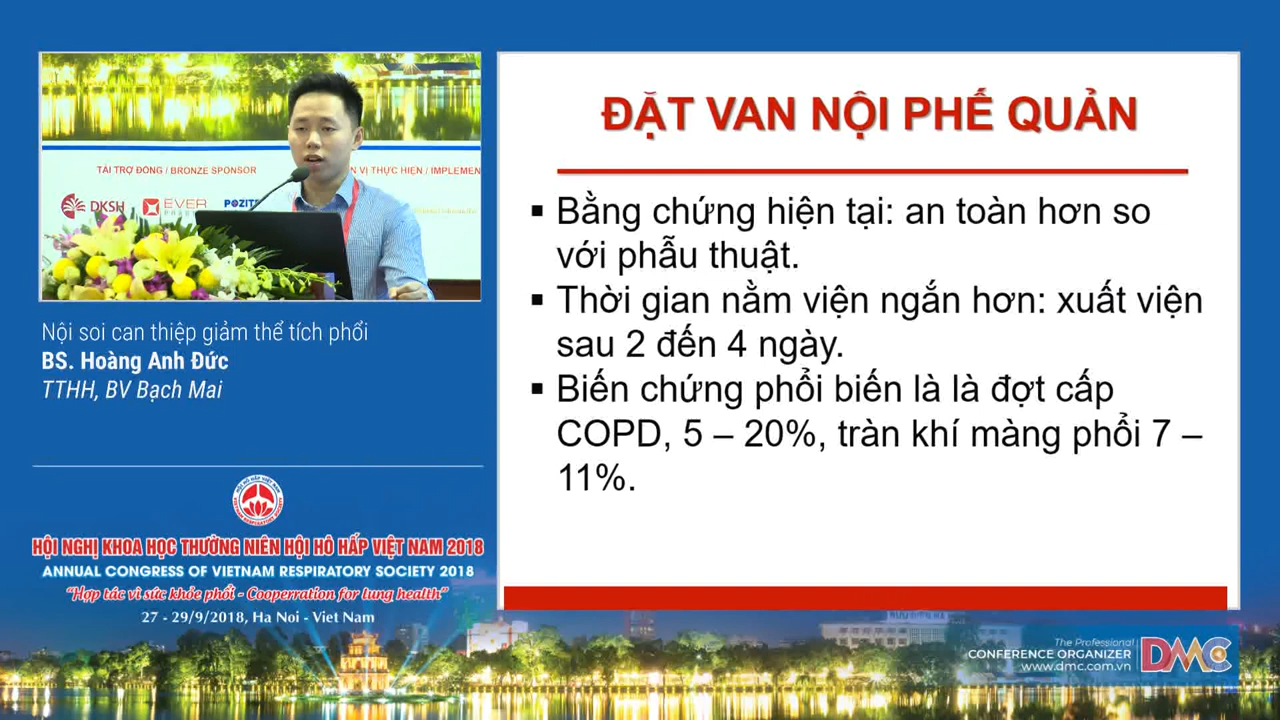 TÀI TRỢ ĐỒNG / BRONZE SPONSOR
N VỊ THỰC HIỆN / IMPLEMEN
DKSH
EVER
POZIT
Nội soi can thiệp giảm thể tích phổi
BS. Hoàng Anh Đức
TTHH, BV Bạch Mai
HỘI NGHỊ KHOA HỌC THƯỜNG NIÊN HỘI HÔ HẤP VIỆT NAM 2018
ANNUAL CONGRESS OF VIETNAM RESPIRATORY SOCIETY 2018
“Hợp tác vì sức khỏe phổi - Cooperration for lung health”
27 - 29/9/2018, Ha Noi - Viet Nam
ĐẶT VAN NỘI PHẾ QUẢN
▪ Bằng chứng hiện tại: an toàn hơn so
với phẫu thuật.
▪ Thời gian nằm viện ngắn hơn: xuất viện
sau 2 đến 4 ngày.
▪ Biến chứng phổi biến là là đợt cấp
COPD, 5 – 20%, tràn khí màng phổi 7 –
11%.
The Professional
CONFERENCE ORGANIZER
www.dmc.com.vn
DMC